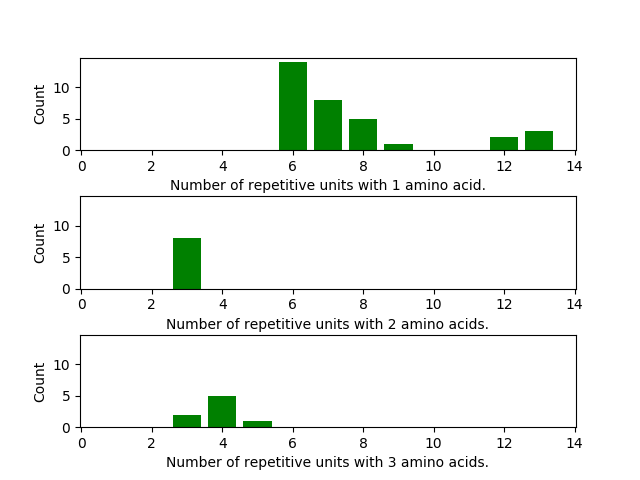 10
5
0
Count
0 2 4 6 8 10 12 14
Number of repetitive units with 1 amino acid.
10
5
0
Count
0 2 4 6 8 10 12 14
Number of repetitive units with 2 amino acids.
10
5
0
Count
0 2 4 6 8 10 12 14
Number of repetitive units with 3 amino acids.